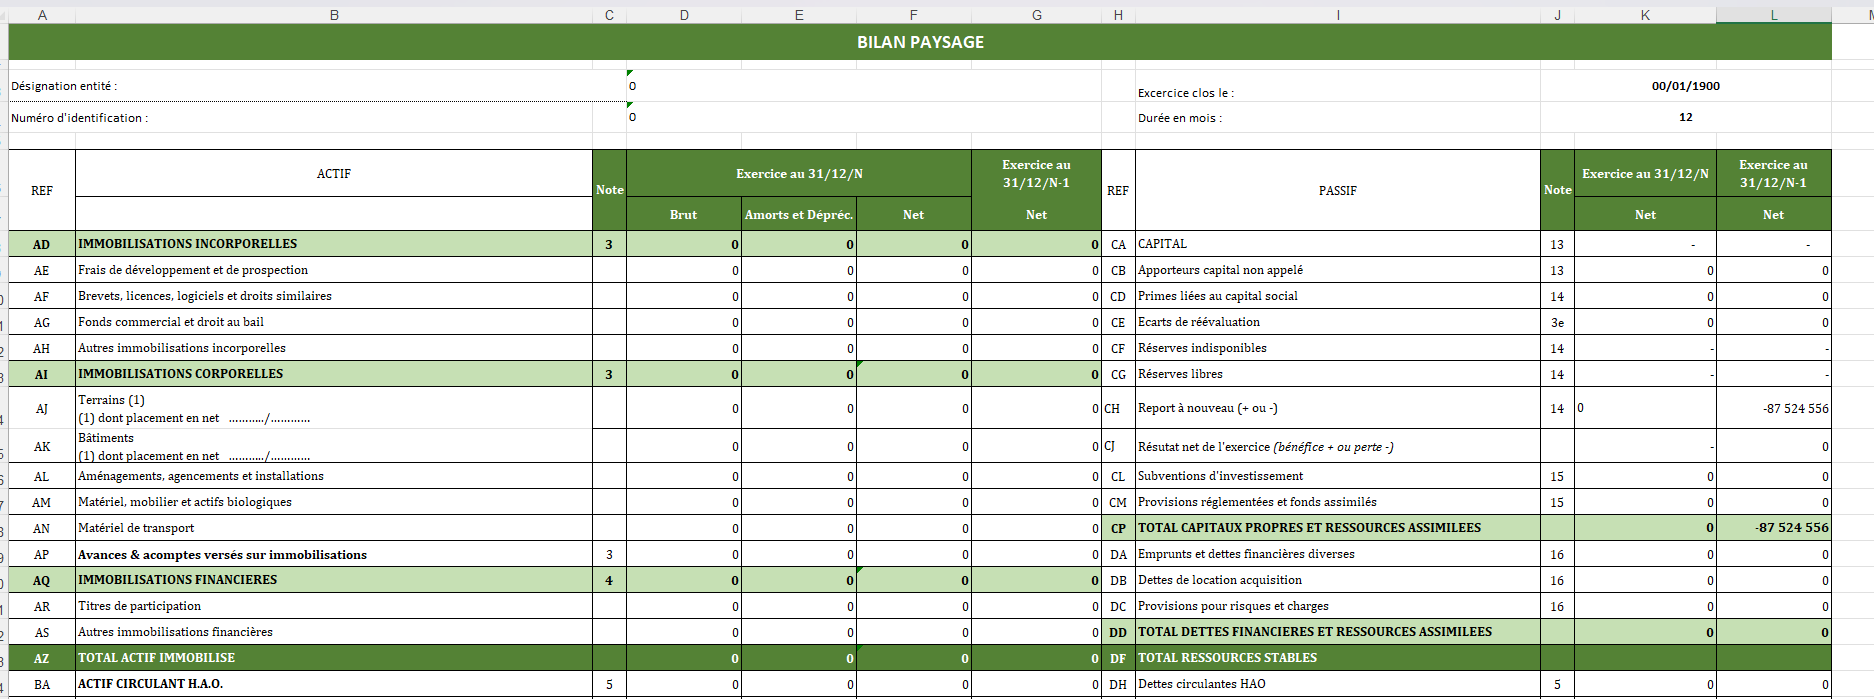 A B C D E F G H I J K L M
BILAN PAYSAGE
Désignation entité : 0 Excercice clos le : 00/01/1900
Numéro d'identification : 0 Durée en mois : 12
REF ACTIF Note Exercice au 31/12/N Exercice au 31/12/N-1 REF PASSIF Note Exercice au 31/12/N Exercice au 31/12/N-1
Brut Amorts et Dépréc. Net Net Net Net
AD IMMOBILISATIONS INCORPORELLES 3 0 0 0 0 CA CAPITAL 13 - -
AE Frais de développement et de prospection 0 0 0 0 CB Apporteurs capital non appelé 13 0 0
AF Brevets, licences, logiciels et droits similaires 0 0 0 0 CD Primes liées au capital social 14 0 0
AG Fonds commercial et droit au bail 0 0 0 0 CE Ecarts de réévaluation 3e 0 0
AH Autres immobilisations incorporelles 0 0 0 0 CF Réserves indisponibles 14 - -
AI IMMOBILISATIONS CORPORELLES 3 0 0 0 0 CG Réserves libres 14 - -
AJ Terrains (1)
(1) dont placement en net .........../............ 0 0 0 0 CH Report à nouveau (+ ou -) 14 0 -87 524 556
AK Bâtiments
(1) dont placement en net .........../............ 0 0 0 0 CJ Résutat net de l'exercice (bénéfice + ou perte -) - 0
AL Aménagements, agencements et installations 0 0 0 0 CL Subventions d'investissement 15 0 0
AM Matériel, mobilier et actifs biologiques 0 0 0 0 CM Provisions réglementées et fonds assimilés 15 0 0
AN Matériel de transport 0 0 0 0 CP TOTAL CAPITAUX PROPRES ET RESSOURCES ASSIMILEES 0 -87 524 556
AP Avances & acomptes versés sur immobilisations 3 0 0 0 0 DA Emprunts et dettes financières diverses 16 0 0
AQ IMMOBILISATIONS FINANCIERES 4 0 0 0 0 DB Dettes de location acquisition 16 0 0
AR Titres de participation 0 0 0 0 DC Provisions pour risques et charges 16 0 0
AS Autres immobilisations financières 0 0 0 0 DD TOTAL DETTES FINANCIERES ET RESSOURCES ASSIMILEES 0 0
AZ TOTAL ACTIF IMMOBILISE 0 0 0 0 DF TOTAL RESSOURCES STABLES
BA ACTIF CIRCULANT H.A.O. 5 0 0 0 0 DH Dettes circulantes HAO 5 0 0